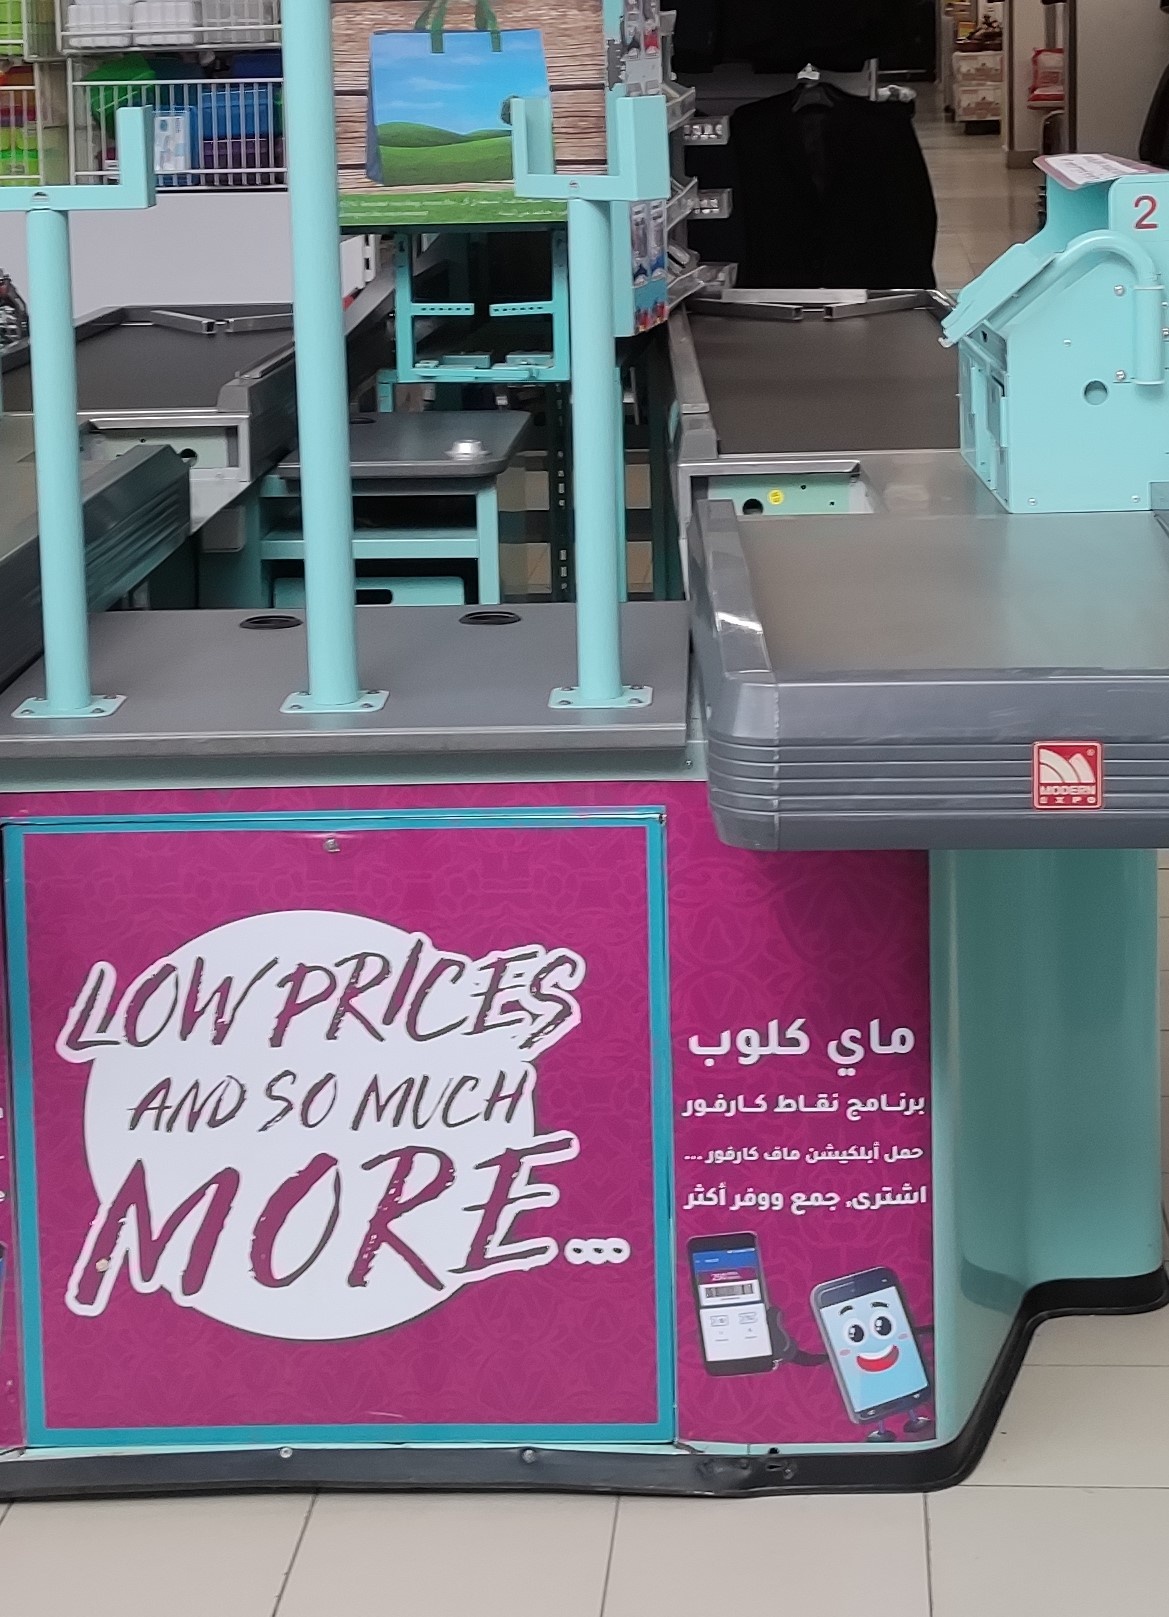 2
MODERN
EXPO
LOW PRICES
AND SO MUCH
MORE...
ماي كلوب
برنامج نقاط كارفور
حمل أبلكيشن ماف كارفور ...
اشترى، جمع ووفر أكثر